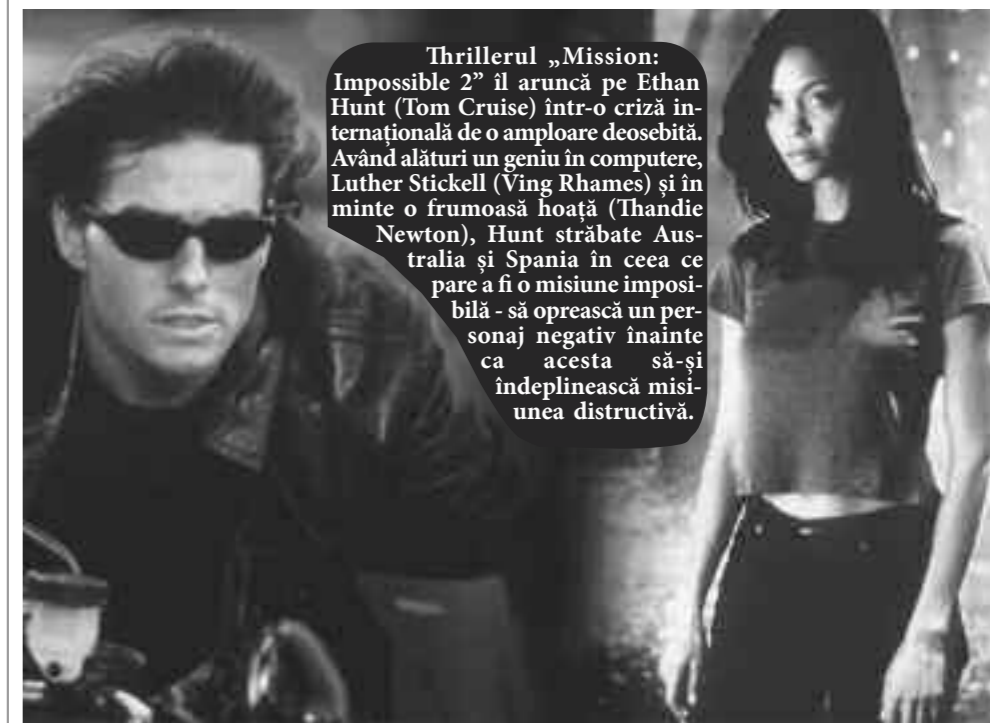 Thrillerul „Mission:
Impossible 2” îl aruncă pe Ethan
Hunt (Tom Cruise) într-o criză in-
ternațională de o amploare deosebită.
Având alături un geniu în computere,
Luther Stickell (Ving Rhames) și în
minte o frumoasă hoață (Thandie
Newton), Hunt străbate Aus-
tralia și Spania în ceea ce
pare a fi o misiune imposi-
bilă - să oprească un per-
sonaj negativ înainte
ca acesta să-și
îndeplinească misi-
unea distructivă.